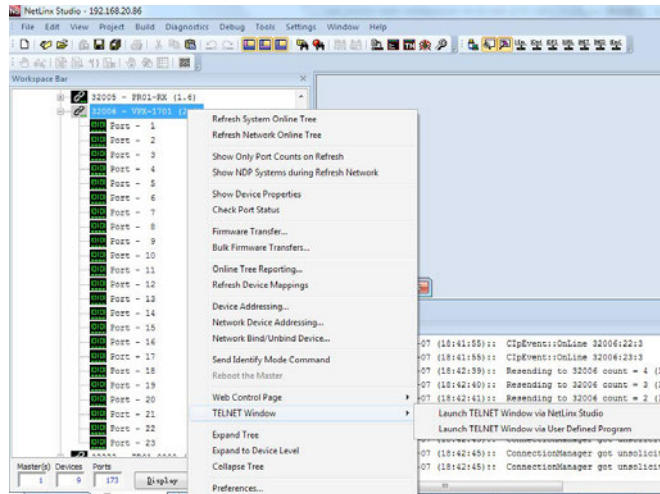 NetLinx Studio - 192.168.20.86
File Edit View Project Build Diagnostics Debug Tools Settings Window Help
Workspace Bar
32005 - PR01-RX (1.6)
32006 - VPX-1701 (
Port - 1
Port - 2
Port - 3
Port - 4
Port - 5
Port - 6
Port - 7
Port - 8
Port - 9
Port - 10
Port - 11
Port - 12
Port - 13
Port - 14
Port - 15
Port - 16
Port - 17
Port - 18
Port - 19
Port - 20
Port - 21
Port - 22
Port - 23
Master(s) Devices Ports
1 9 173 Display
Refresh System Online Tree
Refresh Network Online Tree
Show Only Port Counts on Refresh
Show NDP Systems during Refresh Network
Show Device Properties
Check Port Status
Firmware Transfer...
Bulk Firmware Transfers...
Online Tree Reporting...
Refresh Device Mappings
Device Addressing...
Network Device Addressing...
Network Bind/Unbind Device...
Send Identify Mode Command
Reboot the Master
Web Control Page
TELNET Window
Expand Tree
Expand to Device Level
Collapse Tree
Preferences...
Launch TELNET Window via NetLinx Studio
Launch TELNET Window via User Defined Program
-07 (18:41:55):: CIpEvent::OnLine 32006:22:3
-07 (18:41:55):: CIpEvent::OnLine 32006:23:3
-07 (18:42:39):: Resending to 32006 count = 4 (
-07 (18:42:40):: Resending to 32006 count = 3 (
-07 (18:42:41):: Resending to 32006 count = 2 (
-07 (18:42:45):: ConnectionManager got unsolicit
-07 (18:42:45):: ConnectionManager got unsolicit